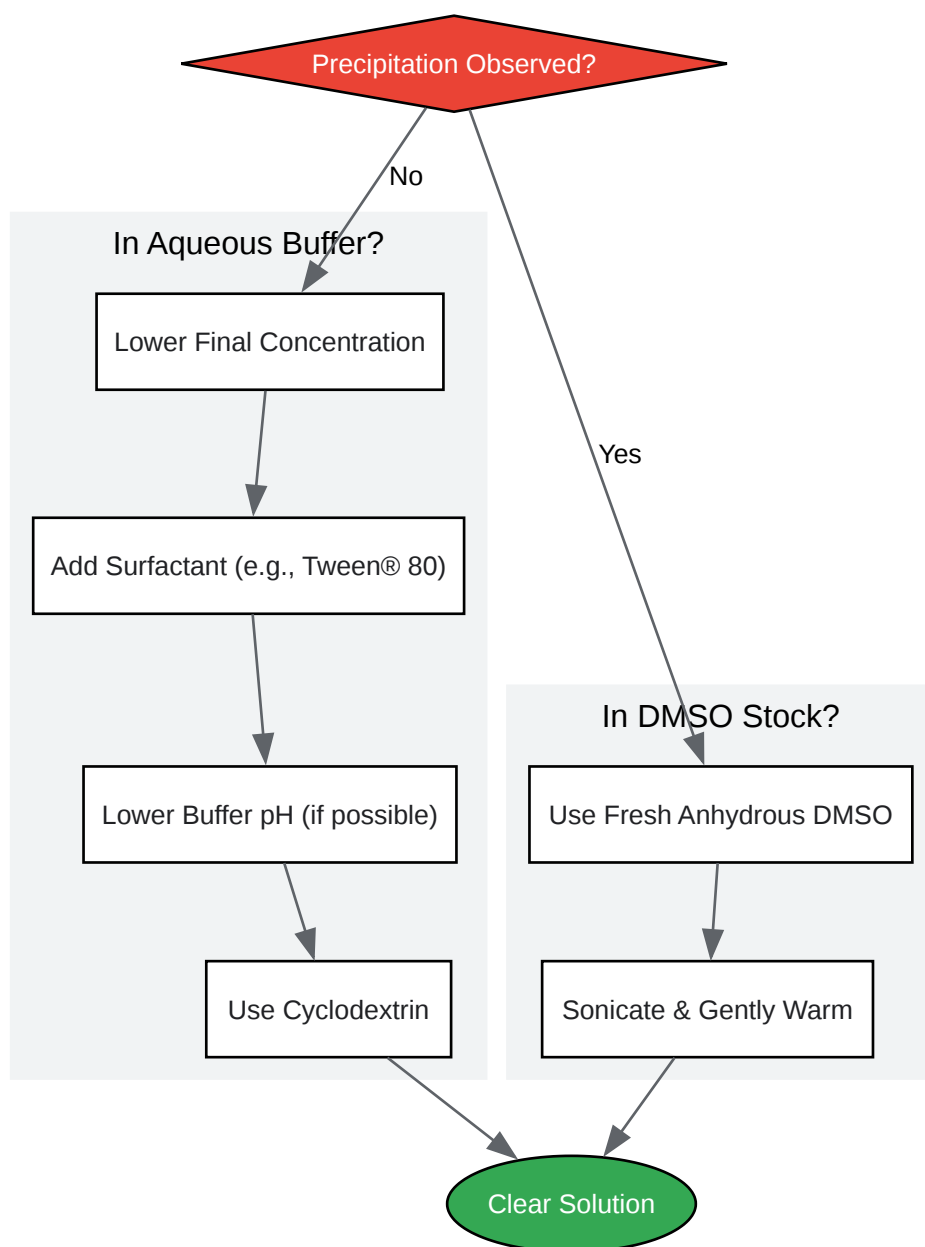 Precipitation Observed?
No
In Aqueous Buffer?
Lower Final Concentration
Yes
Add Surfactant (e.g., Tween® 80)
In DMSO Stock?
Lower Buffer pH (if possible)
Use Fresh Anhydrous DMSO
Use Cyclodextrin
Sonicate & Gently Warm
Clear Solution